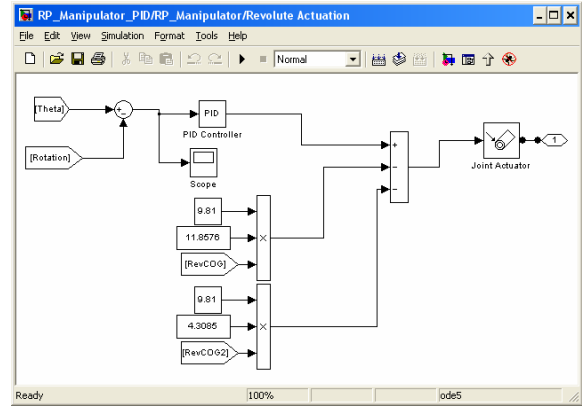 RP_Manipulator_PID/RP_Manipulator/Revolute Actuation
File Edit View Simulation Format Tools Help
Normal
[Theta]
+
−
PID
PID Controller
[Rotation]
Scope
+
−
−
Joint Actuator
1
9.81
11.8576
×
[RevCOG]
9.81
4.3085
×
[RevCOG2]
Ready 100% ode5